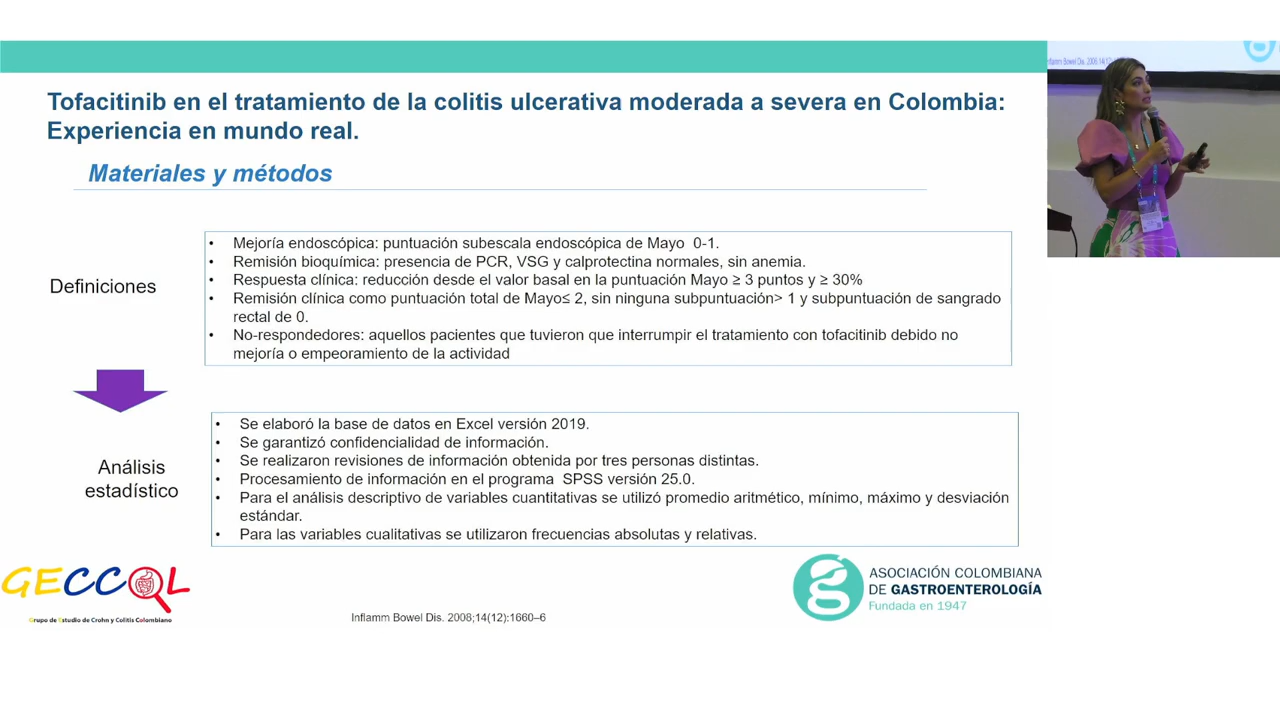 Tofacitinib en el tratamiento de la colitis ulcerativa moderada a severa en Colombia:
Experiencia en mundo real.
Materiales y métodos
Definiciones
• Mejoría endoscópica: puntuación subescala endoscópica de Mayo 0-1.
• Remisión bioquímica: presencia de PCR, VSG y calprotectina normales, sin anemia.
• Respuesta clínica: reducción desde el valor basal en la puntuación Mayo ≥ 3 puntos y ≥ 30%
• Remisión clínica como puntuación total de Mayo≤ 2, sin ninguna subpuntuación> 1 y subpuntuación de sangrado
rectal de 0.
• No-respondedores: aquellos pacientes que tuvieron que interrumpir el tratamiento con tofacitinib debido no
mejoría o empeoramiento de la actividad
Análisis
estadístico
• Se elaboró la base de datos en Excel versión 2019.
• Se garantizó confidencialidad de información.
• Se realizaron revisiones de información obtenida por tres personas distintas.
• Procesamiento de información en el programa SPSS versión 25.0.
• Para el análisis descriptivo de variables cuantitativas se utilizó promedio aritmético, mínimo, máximo y desviación
estándar.
• Para las variables cualitativas se utilizaron frecuencias absolutas y relativas.
GECCOL
Grupo de Estudio de Crohn y Colitis Colombiano
Inflamm Bowel Dis. 2008;14(12):1660–6
ASOCIACIÓN COLOMBIANA
DE GASTROENTEROLOGÍA
Fundada en 1947
Inflamm Bowel Dis. 2008;14(12)